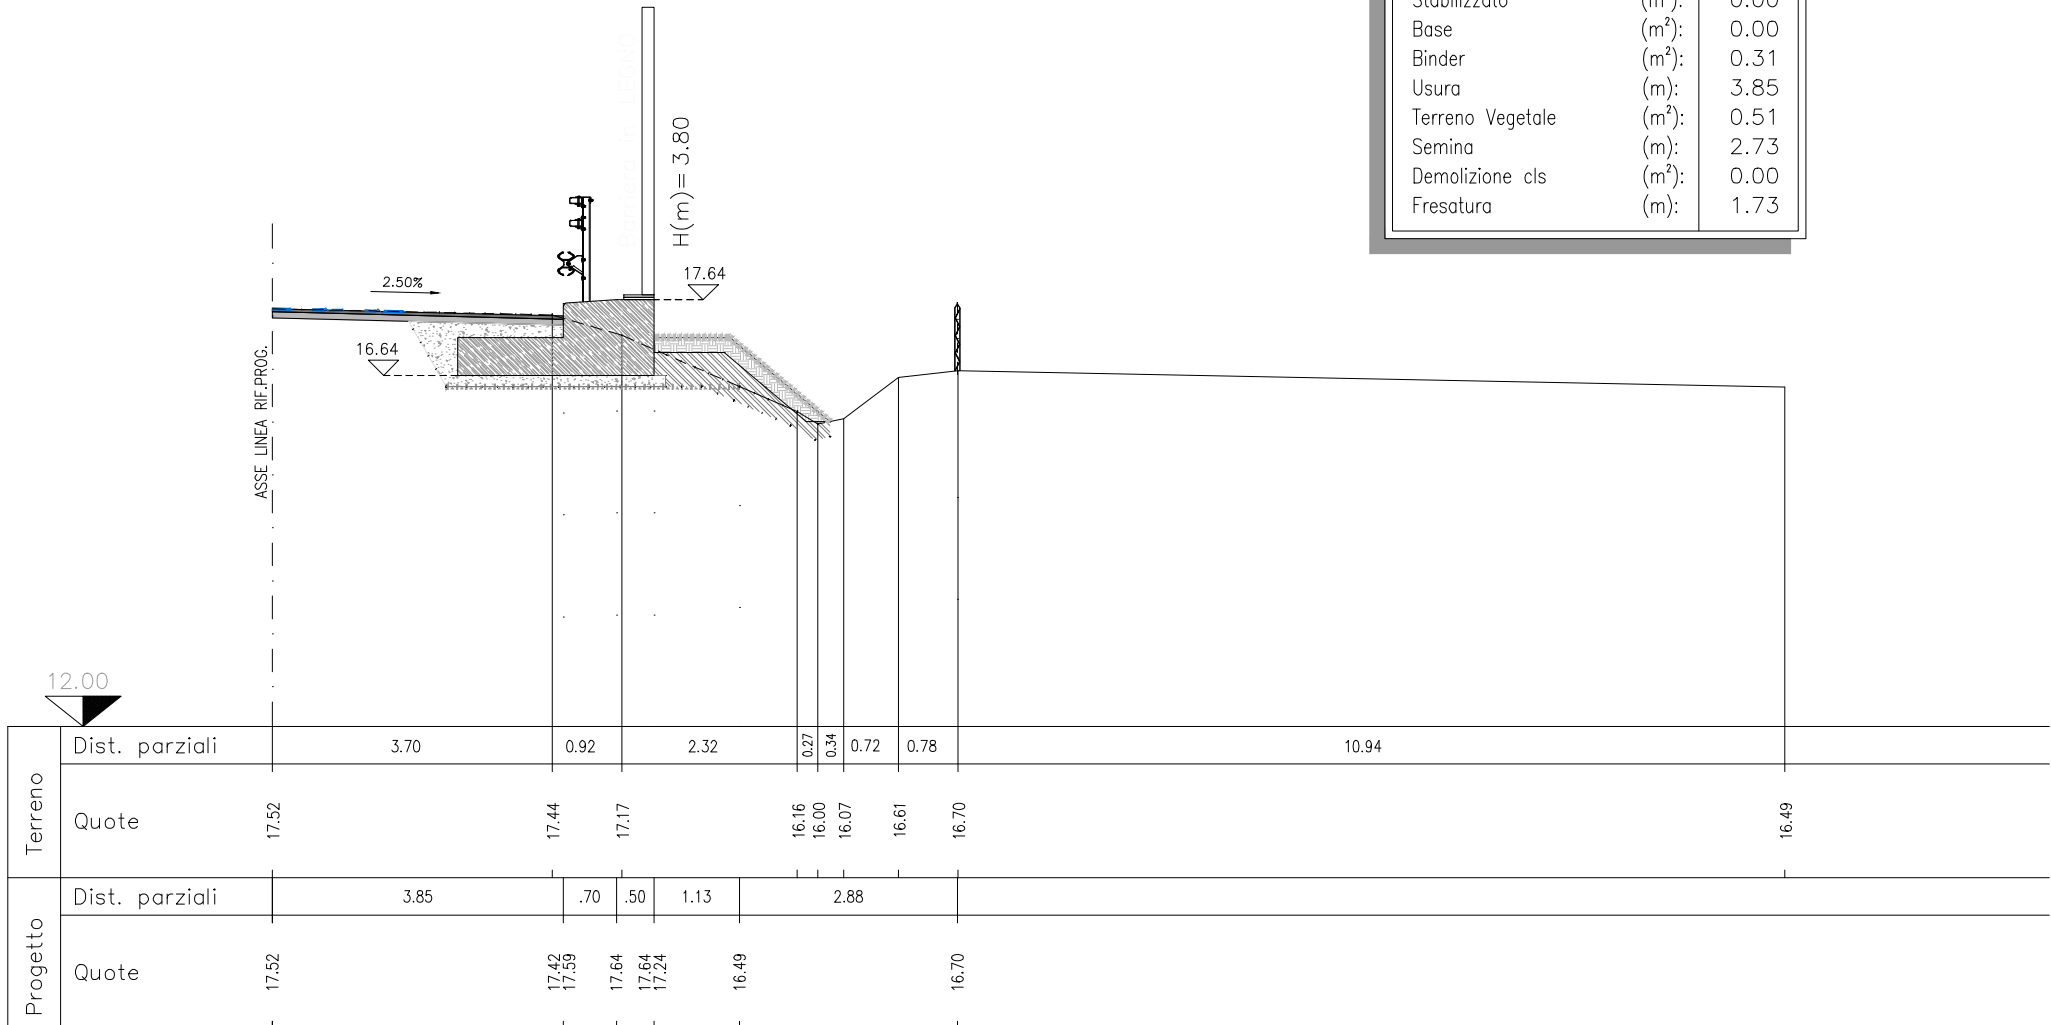 Stabilizzato (m²): 0.00
Base (m²): 0.00
Binder (m²): 0.31
Usura (m): 3.85
Terreno Vegetale (m²): 0.51
Semina (m): 2.73
Demolizione cls (m²): 0.00
Fresatura (m): 1.73
H(m)= 3.80
17.64
2.50%
16.64
ASSE LINEA RIF.PROG.
12.00
Terreno
Dist. parziali 3.70 0.92 2.32 0.27 0.34 0.72 0.78 10.94
Quote 17.52 17.44 17.17 16.16 16.00 16.07 16.61 16.70 16.49
Progetto
Dist. parziali 3.85 .70 .50 1.13 2.88
Quote 17.52 17.42 17.59 17.64 17.64 17.24 16.49 16.70